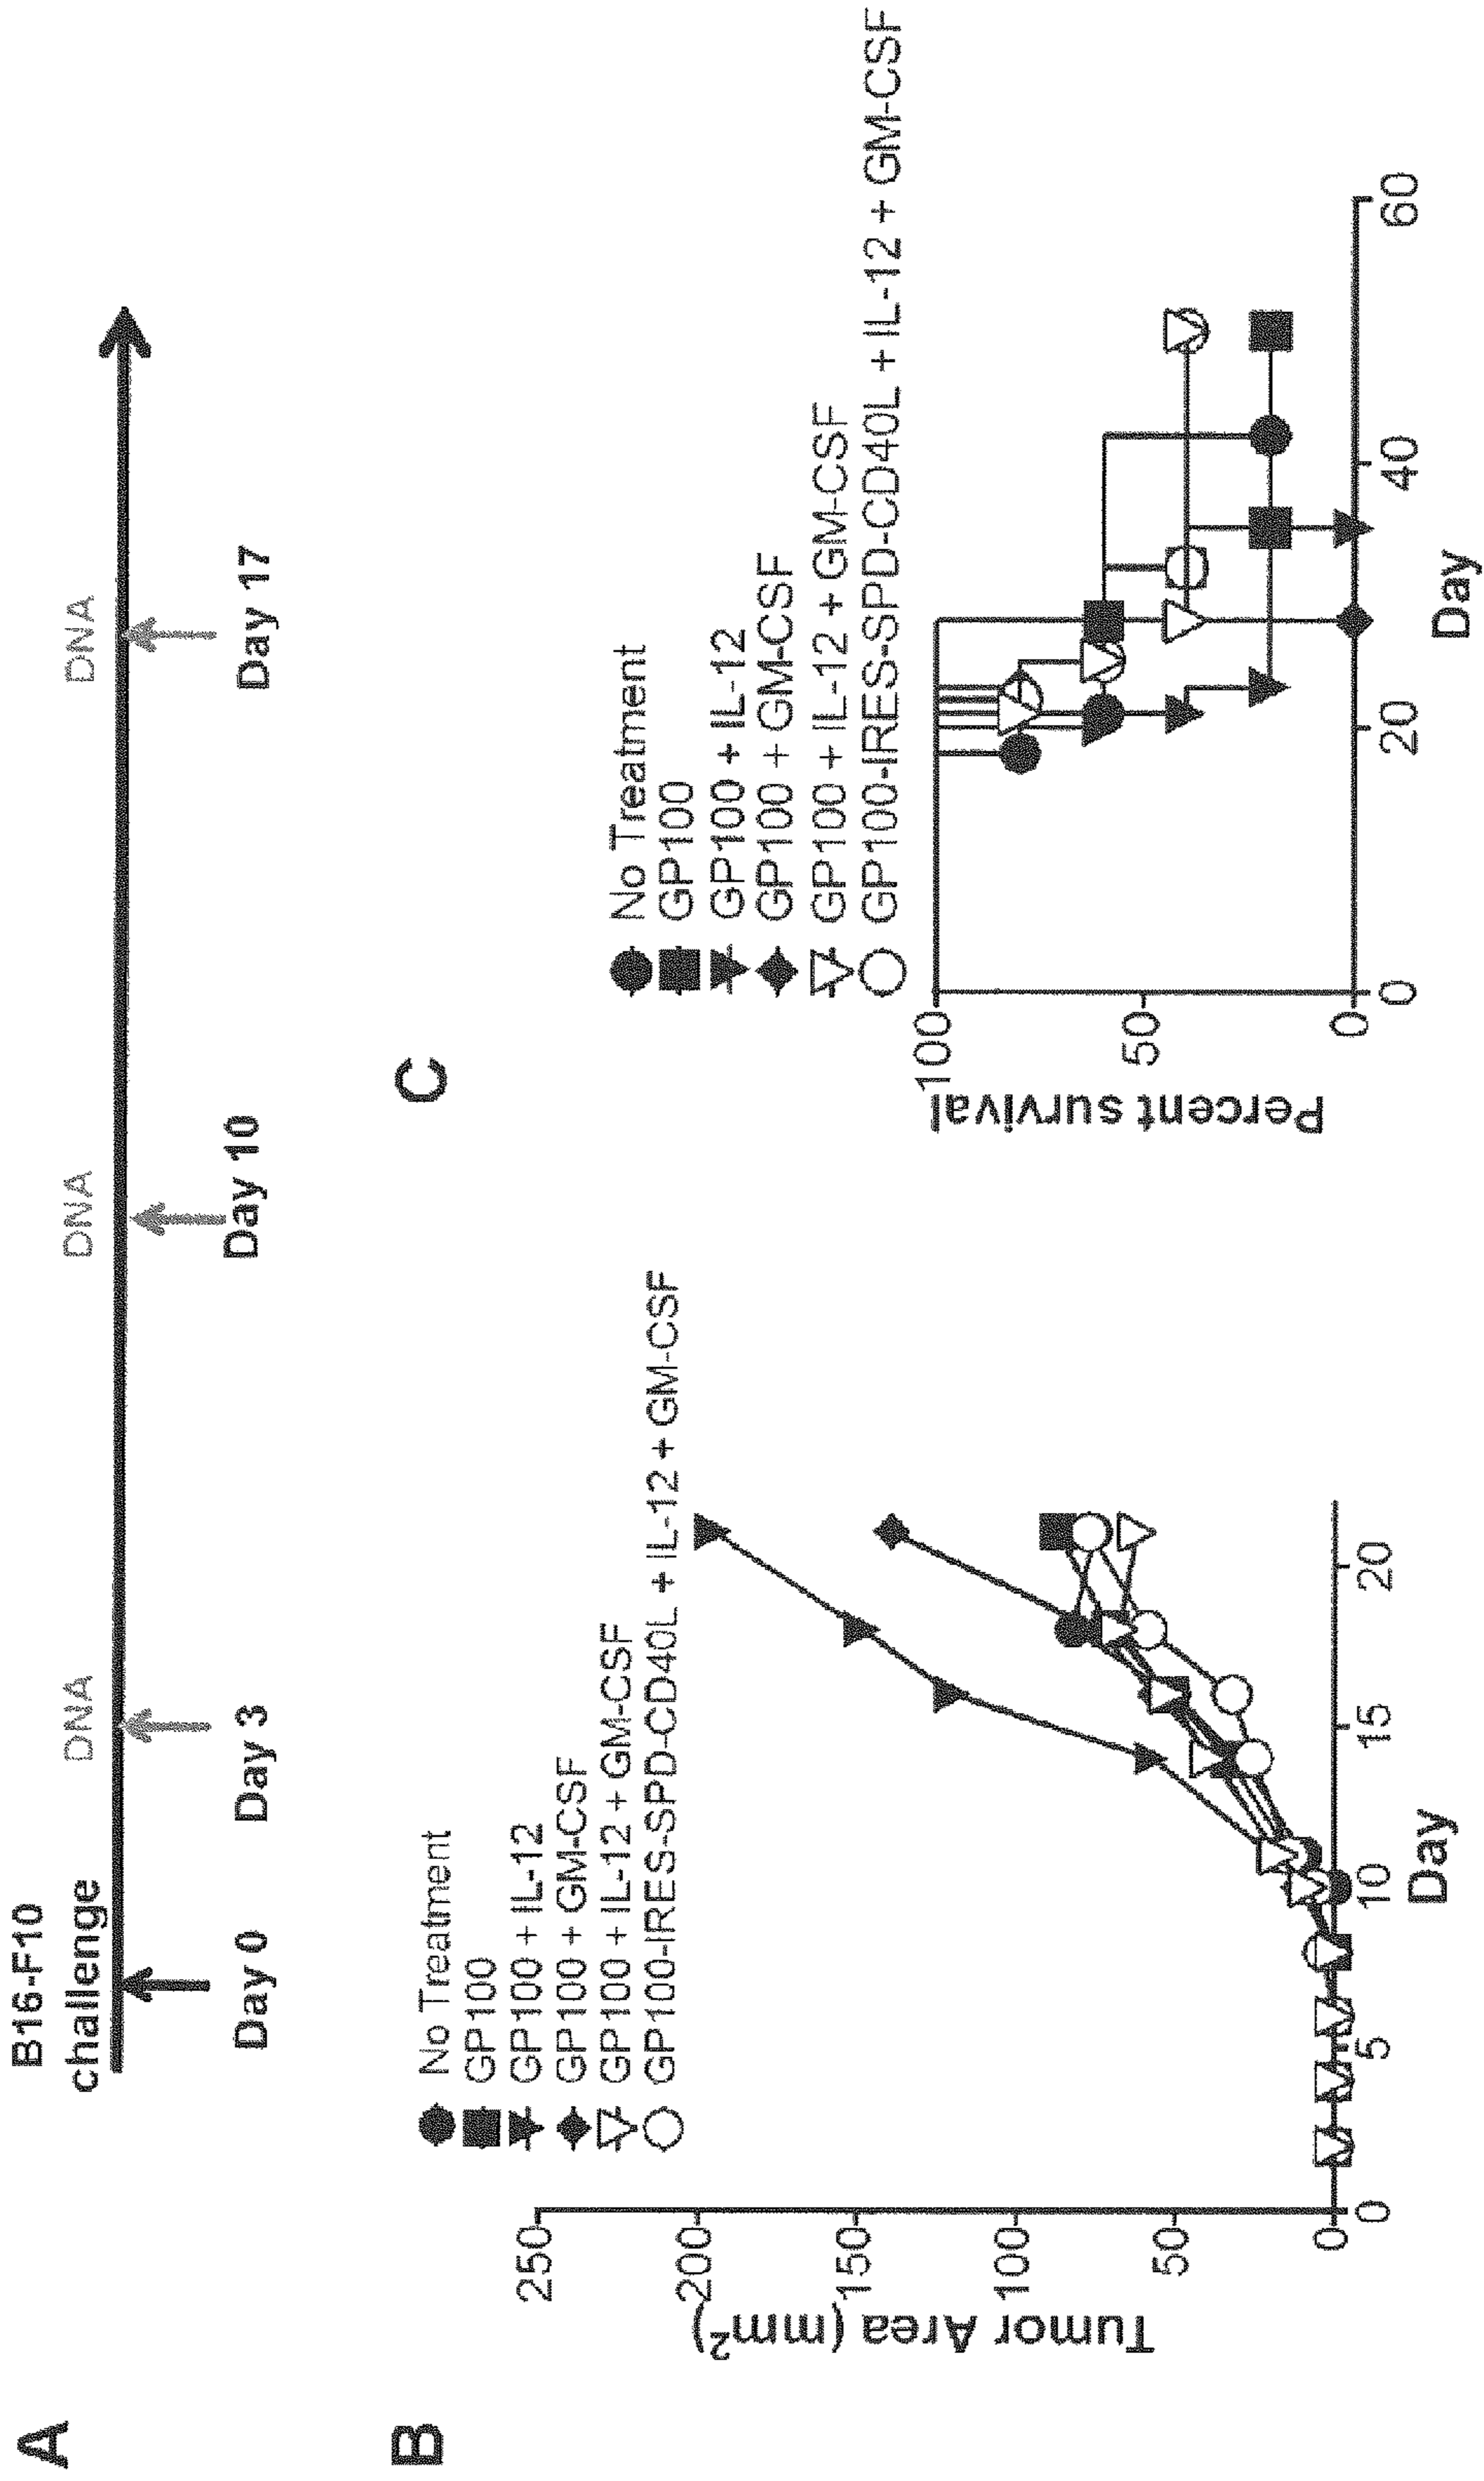 A
B16-F10
challenge
DNA
DNA
DNA
Day 0
Day 3
Day 10
Day 17
B
No Treatment
GP100
GP100 + IL-12
GP100 + GM-CSF
GP100 + IL-12 + GM-CSF
GP100-IRES-SPD-CD40L + IL-12 + GM-CSF
Tumor Area (mm²)
250
200
150
100
50
0
0
5
10
15
20
Day
C
No Treatment
GP100
GP100 + IL-12
GP100 + GM-CSF
GP100 + IL-12 + GM-CSF
GP100-IRES-SPD-CD40L + IL-12 + GM-CSF
Percent survival
100
50
0
0
20
40
60
Day